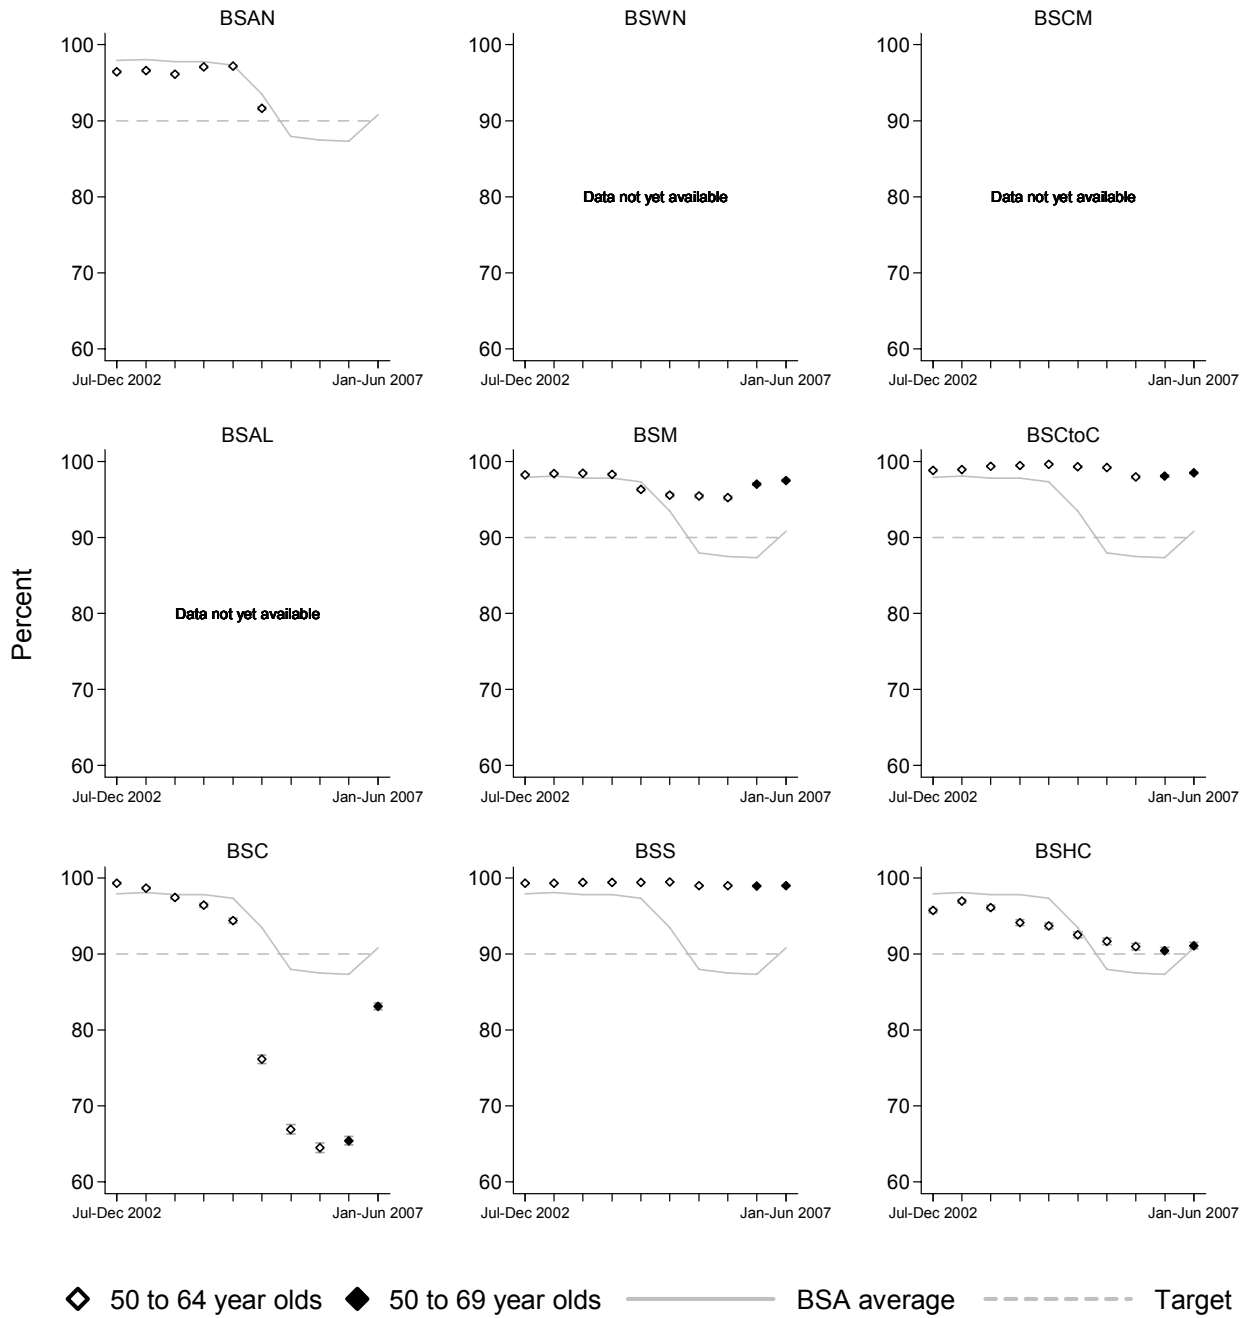 BSAN
BSWN
BSCM
100
90
80
70
60
Jul-Dec 2002
Jan-Jun 2007
100
90
80
70
60
Data not yet available
Jul-Dec 2002
Jan-Jun 2007
100
90
80
70
60
Data not yet available
Jul-Dec 2002
Jan-Jun 2007
Percent
BSAL
BSM
BSCtoC
100
90
80
70
60
Data not yet available
Jul-Dec 2002
Jan-Jun 2007
100
90
80
70
60
Jul-Dec 2002
Jan-Jun 2007
100
90
80
70
60
Jul-Dec 2002
Jan-Jun 2007
BSC
BSS
BSHC
100
90
80
70
60
Jul-Dec 2002
Jan-Jun 2007
100
90
80
70
60
Jul-Dec 2002
Jan-Jun 2007
100
90
80
70
60
Jul-Dec 2002
Jan-Jun 2007
50 to 64 year olds
50 to 69 year olds
BSA average
Target